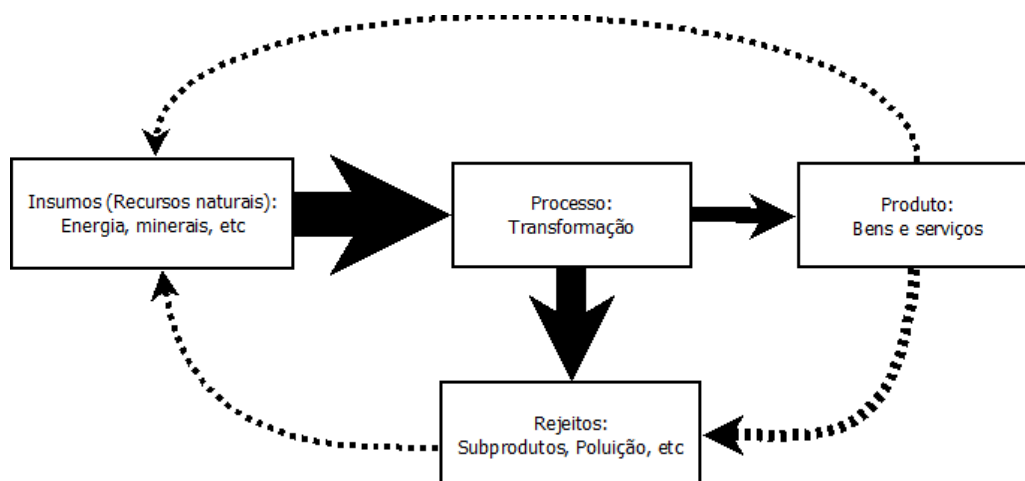 Insumos (Recursos naturais):
Energia, minerais, etc
Processo:
Transformação
Produto:
Bens e serviços
Rejeitos:
Subprodutos, Poluição, etc